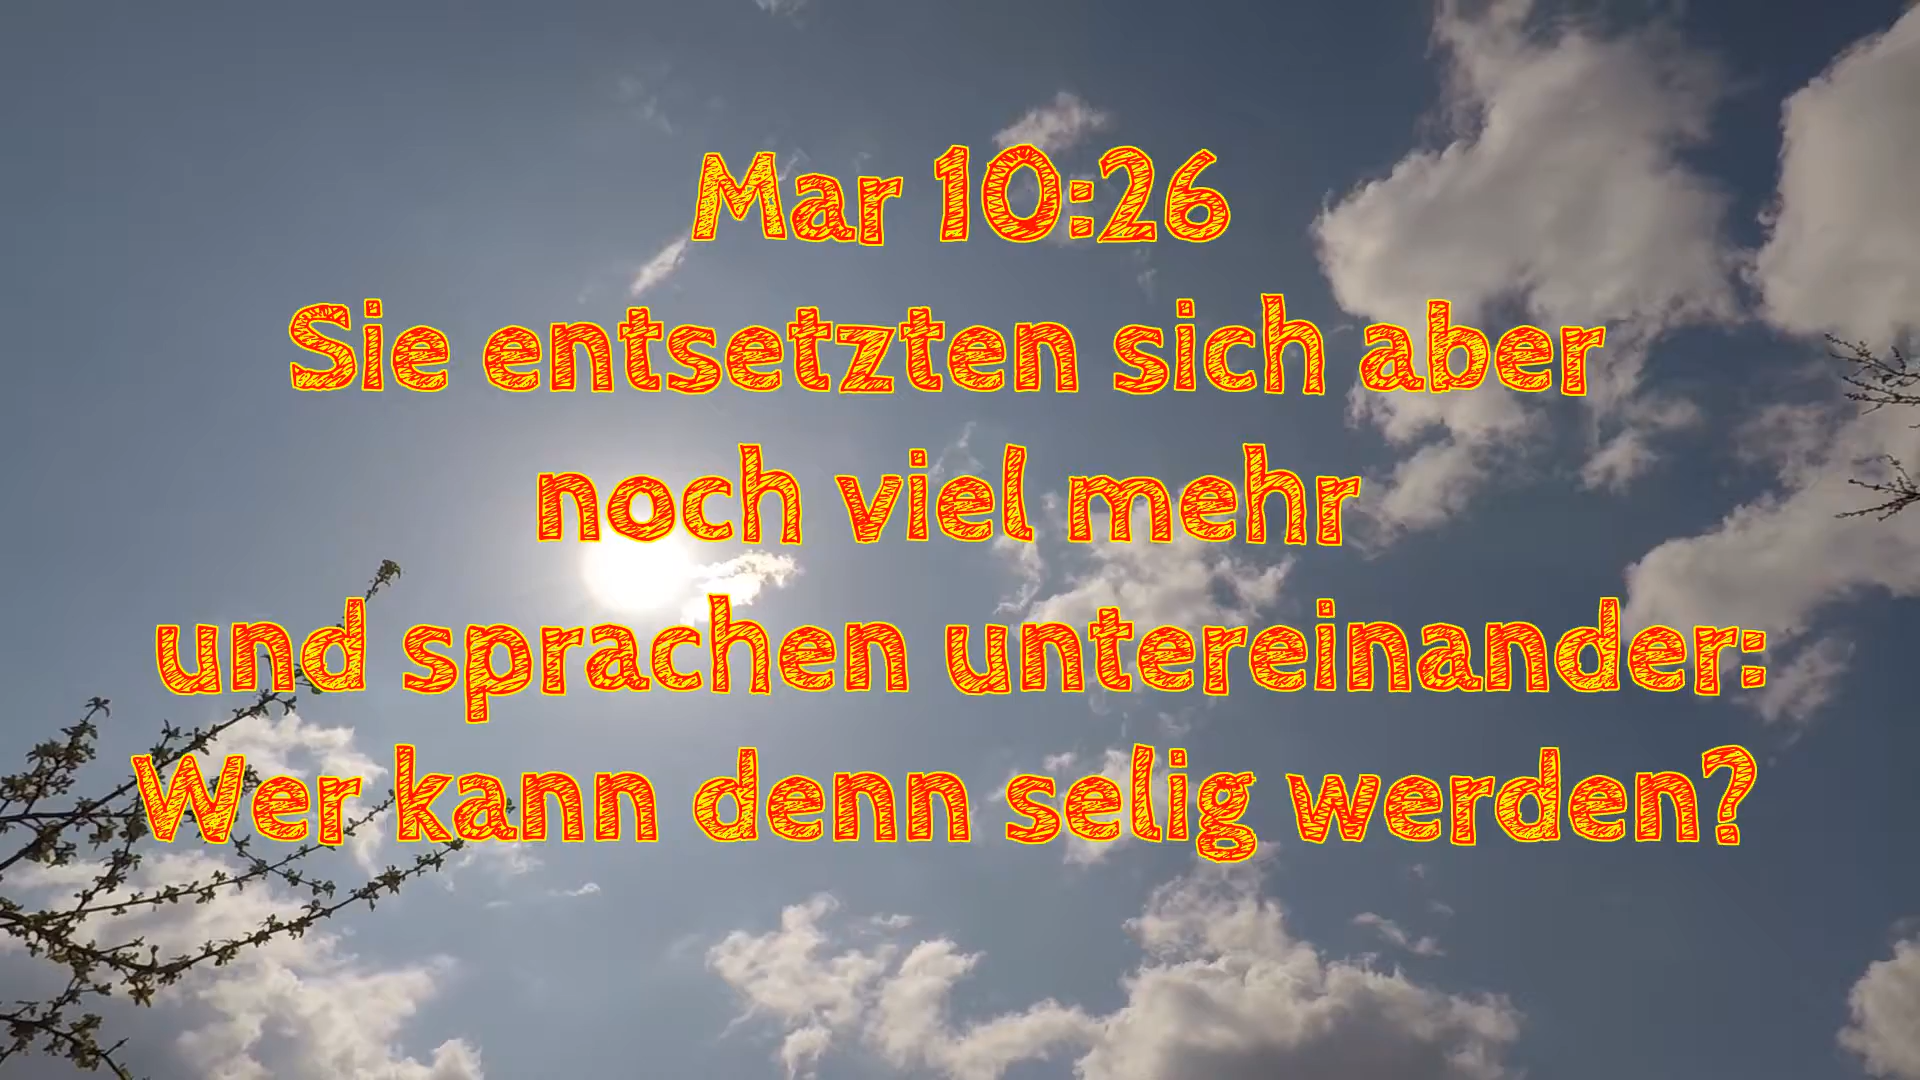 Mar 10:26
Sie entsetzten sich aber
noch viel mehr
und sprachen untereinander:
Wer kann denn selig werden?